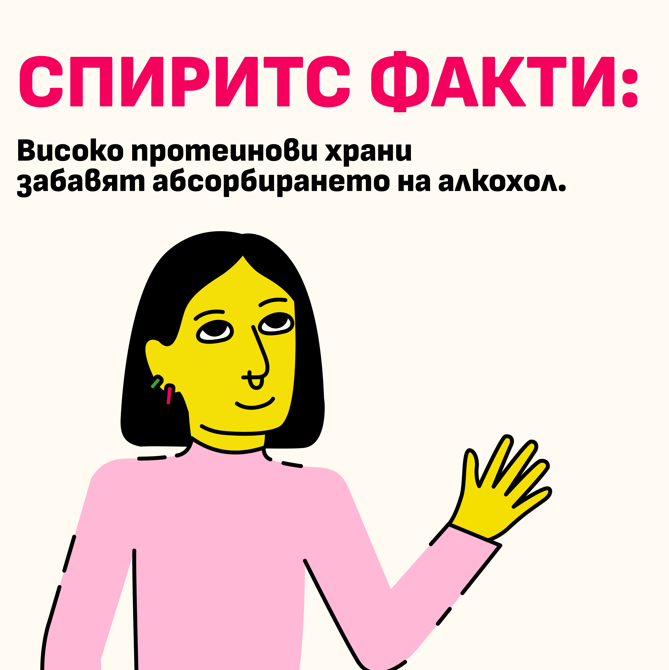 СПИРИТС ФАКТИ:
Високо протеинови храни
забавят абсорбирането на алкохол.